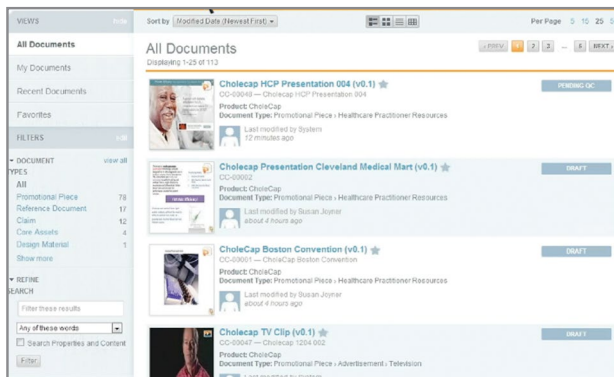 VIEWS hide
All Documents
My Documents
Recent Documents
Favorites
FILTERS edit
DOCUMENT TYPES view all
All
Promotional Piece 78
Reference Document 17
Claim 12
Core Assets 4
Design Material 1
Show more
REFINE SEARCH
Filter these results
Any of these words
Search Properties and Content
Filter
Sort by Modified Date (Newest First)
Per Page 5 15 25
All Documents
Displaying 1-25 of 113
‹ PREV 1 2 3 ... 5 NEXT ›
Cholecap HCP Presentation 004 (v0.1)
PENDING QC
CC-00048 — Cholecap HCP Presentation 004
Product: CholeCap
Document Type: Promotional Piece › Healthcare Practitioner Resources
Last modified by System
12 minutes ago
Cholecap Presentation Cleveland Medical Mart (v0.1)
DRAFT
CC-00002
Product: CholeCap
Document Type: Promotional Piece › Healthcare Practitioner Resources
Last modified by Susan Joyner
about 4 hours ago
CholeCap Boston Convention (v0.1)
DRAFT
CC-00001 — CholeCap Boston Convention
Product: CholeCap
Document Type: Promotional Piece › Healthcare Practitioner Resources
Last modified by Susan Joyner
about 4 hours ago
Cholecap TV Clip (v0.1)
DRAFT
CC-00047 — Cholecap 1204 002
Product: CholeCap
Document Type: Promotional Piece › Advertisement › Television